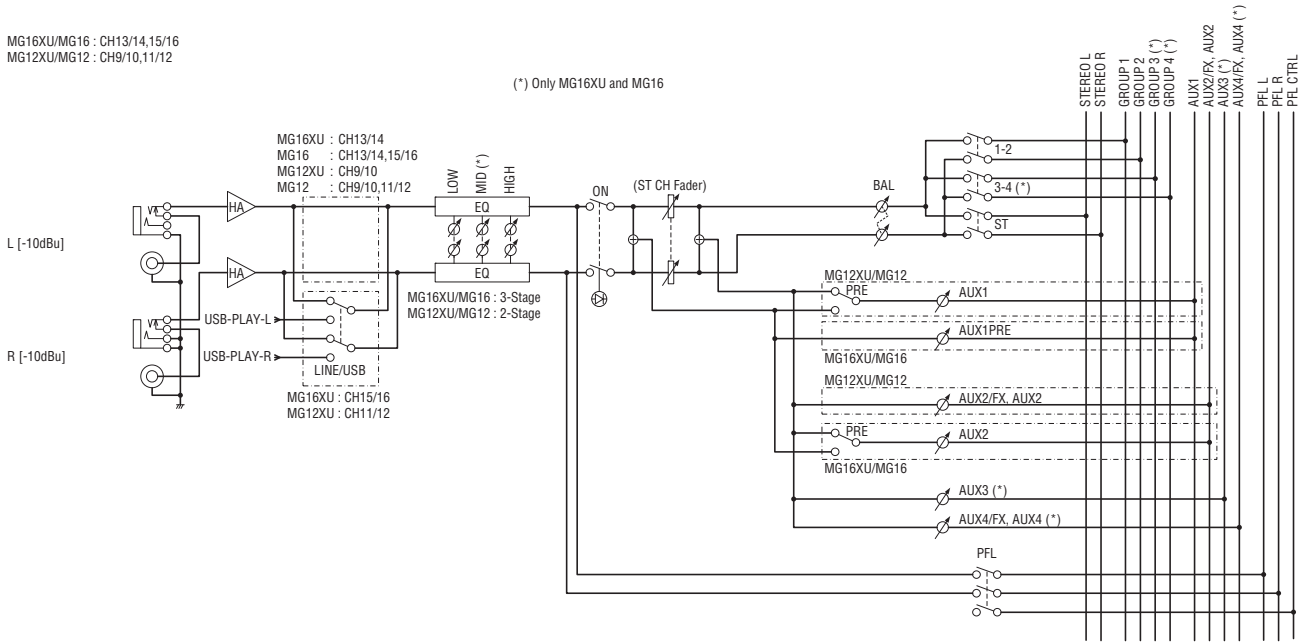 MG16XU/MG16 : CH13/14,15/16
MG12XU/MG12 : CH9/10,11/12
(*) Only MG16XU and MG16
STEREO L
STEREO R
GROUP 1
GROUP 2
GROUP 3 (*)
GROUP 4 (*)
AUX1
AUX2/FX, AUX2
AUX3 (*)
AUX4/FX, AUX4 (*)
PFL L
PFL R
PFL CTRL
MG16XU : CH13/14
MG16 : CH13/14,15/16
MG12XU : CH9/10
MG12 : CH9/10,11/12
LOW
MID (*)
HIGH
ON
(ST CH Fader)
BAL
1-2
3-4 (*)
ST
HA
EQ
L [-10dBu]
HA
EQ
MG16XU/MG16 : 3-Stage
MG12XU/MG12 : 2-Stage
USB-PLAY-L
USB-PLAY-R
LINE/USB
R [-10dBu]
MG16XU : CH15/16
MG12XU : CH11/12
MG12XU/MG12
PRE
AUX1
AUX1PRE
MG16XU/MG16
MG12XU/MG12
AUX2/FX, AUX2
PRE
AUX2
MG16XU/MG16
AUX3 (*)
AUX4/FX, AUX4 (*)
PFL